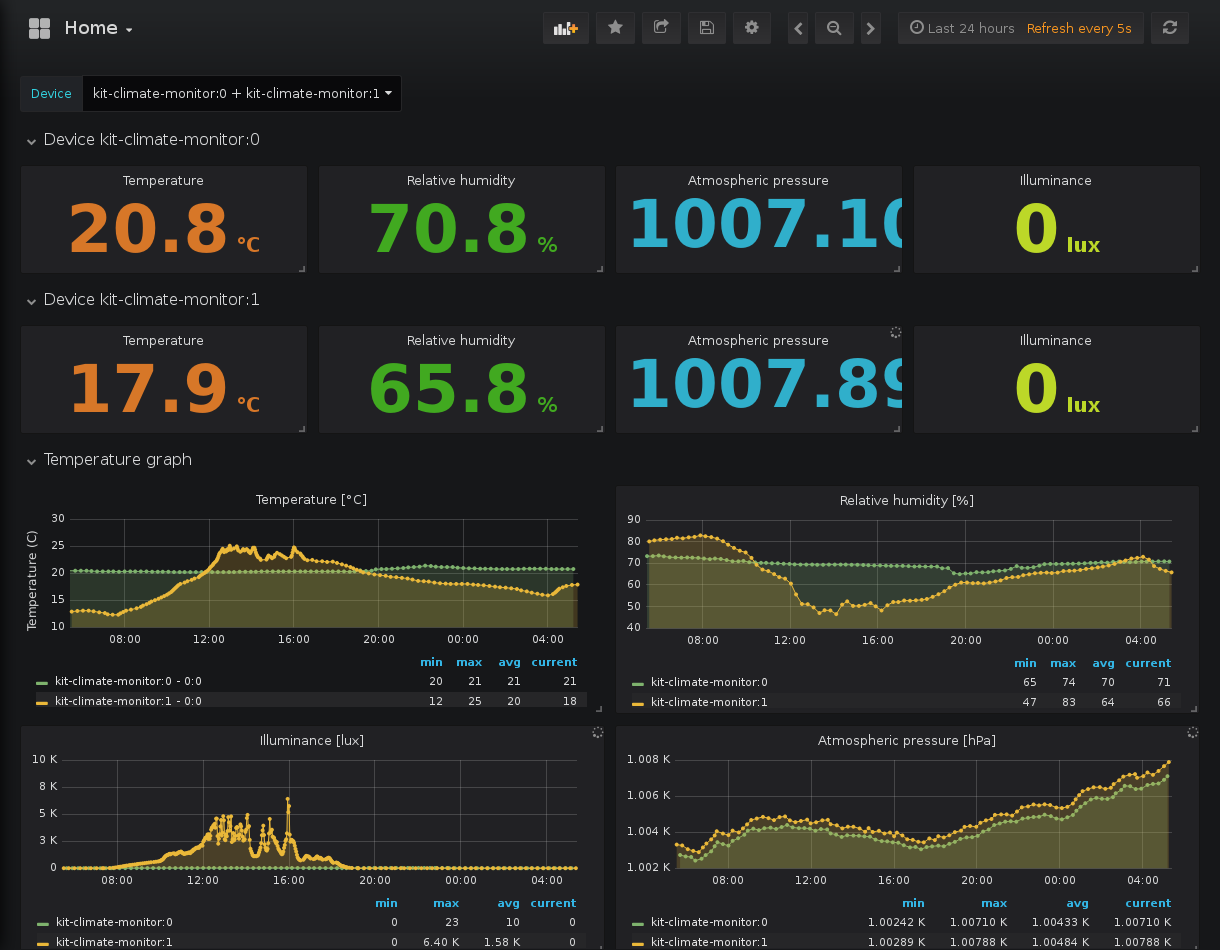 Home
Last 24 hours Refresh every 5s
Device kit-climate-monitor:0 + kit-climate-monitor:1
Device kit-climate-monitor:0
Temperature Relative humidity Atmospheric pressure Illuminance
20.8 °C 70.8 % 1007.10 0 lux
Device kit-climate-monitor:1
Temperature Relative humidity Atmospheric pressure Illuminance
17.9 °C 65.8 % 1007.89 0 lux
Temperature graph
Temperature [°C]
Temperature (C)
30
25
20
15
10
08:00 12:00 16:00 20:00 00:00 04:00
min max avg current
kit-climate-monitor:0 - 0:0 20 21 21 21
kit-climate-monitor:1 - 0:0 12 25 20 18
Relative humidity [%]
90
80
70
60
50
40
08:00 12:00 16:00 20:00 00:00 04:00
min max avg current
kit-climate-monitor:0 65 74 70 71
kit-climate-monitor:1 47 83 64 66
Illuminance [lux]
10 K
8 K
5 K
3 K
0
08:00 12:00 16:00 20:00 00:00 04:00
min max avg current
kit-climate-monitor:0 0 23 10 0
kit-climate-monitor:1 0 6.40 K 1.58 K 0
Atmospheric pressure [hPa]
1.008 K
1.006 K
1.004 K
1.002 K
08:00 12:00 16:00 20:00 00:00 04:00
min max avg current
kit-climate-monitor:0 1.00242 K 1.00710 K 1.00433 K 1.00710 K
kit-climate-monitor:1 1.00289 K 1.00788 K 1.00484 K 1.00788 K